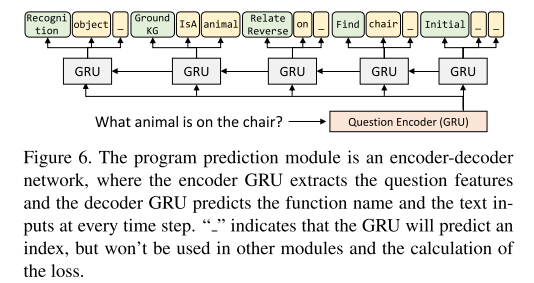 Recogni
tion object _ Ground
KG IsA animal Relate
Reverse on _ Find chair _ Initial _ _
GRU GRU GRU GRU GRU
What animal is on the chair? Question Encoder (GRU)
Figure 6. The program prediction module is an encoder-decoder
network, where the encoder GRU extracts the question features
and the decoder GRU predicts the function name and the text in-
puts at every time step. “_” indicates that the GRU will predict an
index, but won’t be used in other modules and the calculation of
the loss.